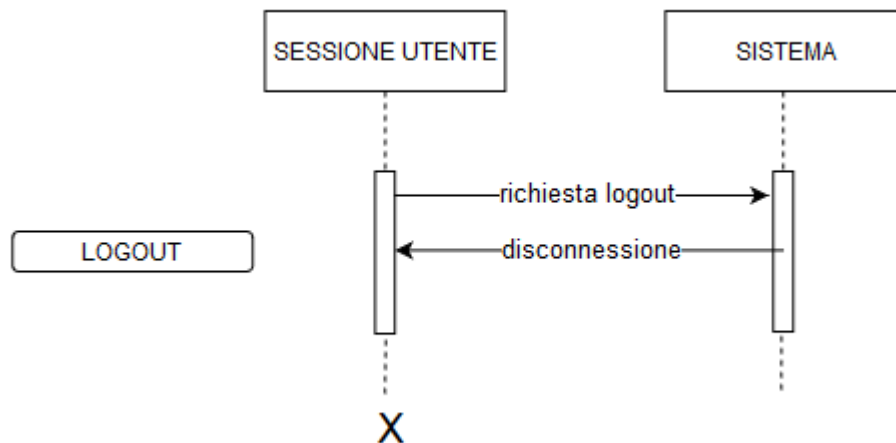 SESSIONE UTENTE
SISTEMA
richiesta logout
LOGOUT
disconnessione
X